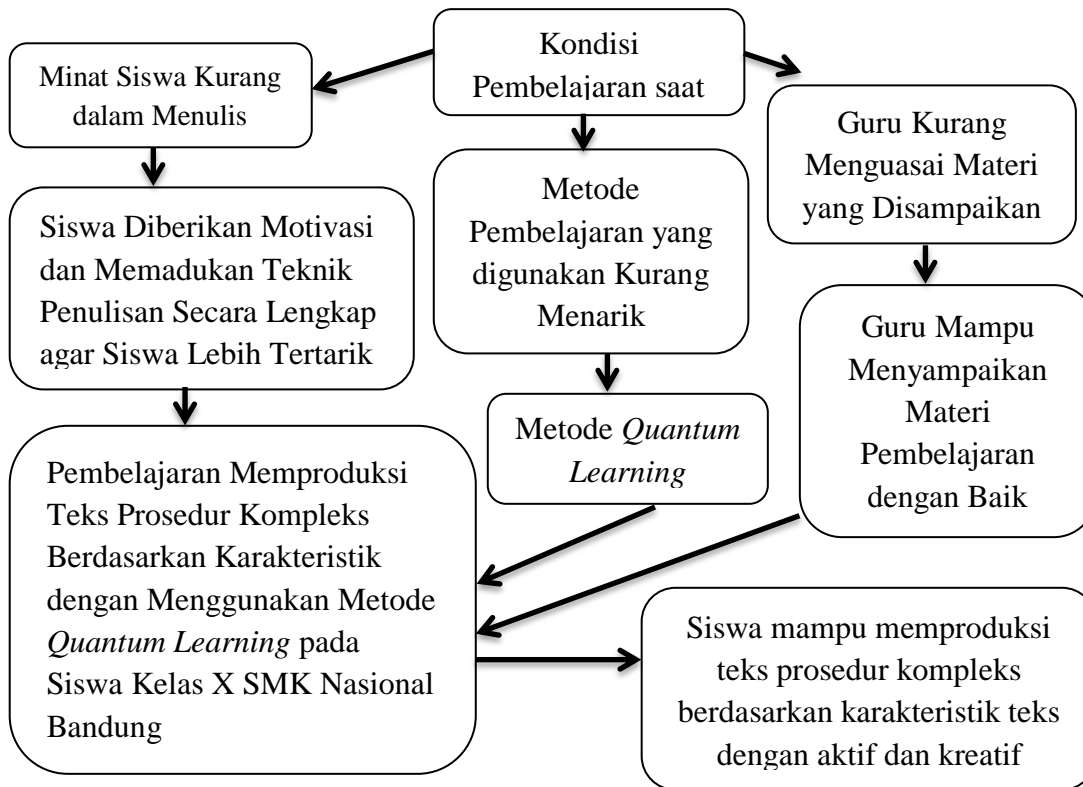 Kondisi
Pembelajaran saat
Minat Siswa Kurang
dalam Menulis
Guru Kurang
Menguasai Materi
yang Disampaikan
Metode
Pembelajaran yang
digunakan Kurang
Menarik
Siswa Diberikan Motivasi
dan Memadukan Teknik
Penulisan Secara Lengkap
agar Siswa Lebih Tertarik
Guru Mampu
Menyampaikan
Materi
Pembelajaran
dengan Baik
Metode Quantum
Learning
Pembelajaran Memproduksi
Teks Prosedur Kompleks
Berdasarkan Karakteristik
dengan Menggunakan Metode
Quantum Learning pada
Siswa Kelas X SMK Nasional
Bandung
Siswa mampu memproduksi
teks prosedur kompleks
berdasarkan karakteristik teks
dengan aktif dan kreatif